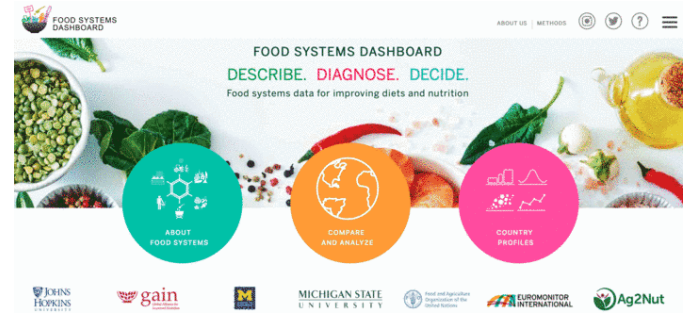 FOOD SYSTEMS
DASHBOARD
ABOUT US | METHODS
?
FOOD SYSTEMS DASHBOARD
DESCRIBE. DIAGNOSE. DECIDE.
Food systems data for improving diets and nutrition
ABOUT
FOOD SYSTEMS
COMPARE
AND ANALYZE
COUNTRY
PROFILES
JOHNS
HOPKINS
UNIVERSITY
gain
M
MICHIGAN STATE
UNIVERSITY
Food and Agriculture
Organization of the
United Nations
EUROMONITOR
INTERNATIONAL
Ag2Nut